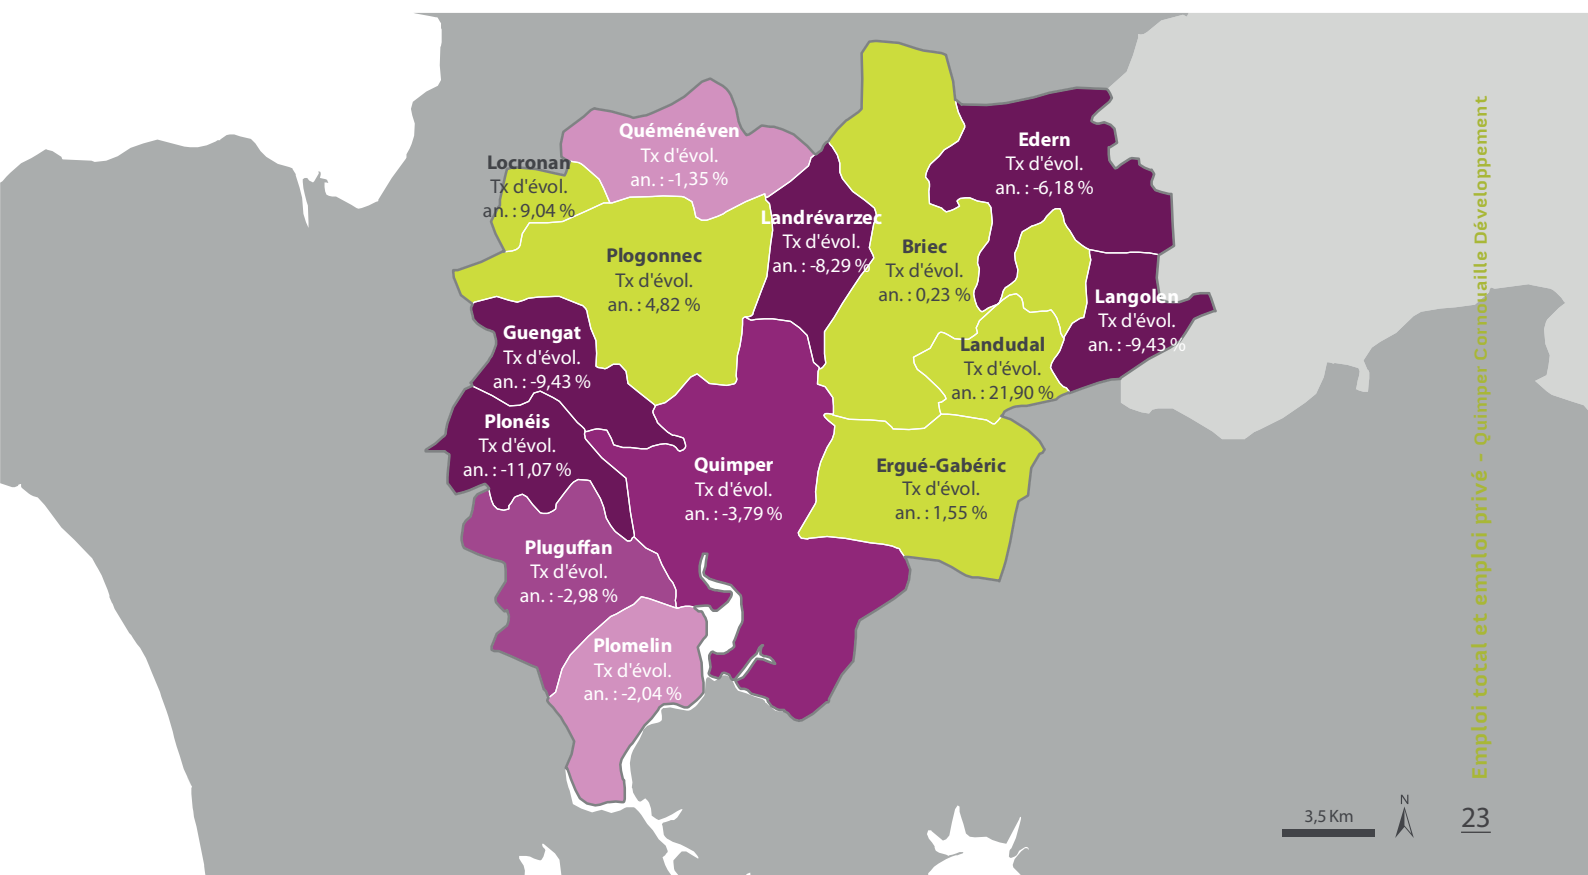 Quéménéven
Tx d'évol.
an. : -1,35 %
Locronan
Tx d'évol.
an. : 9,04 %
Edern
Tx d'évol.
an. : -6,18 %
Landrévarzec
Tx d'évol.
an. : -8,29 %
Plogonnec
Tx d'évol.
an. : 4,82 %
Briec
Tx d'évol.
an. : 0,23 %
Langolen
Tx d'évol.
an. : -9,43 %
Guengat
Tx d'évol.
an. : -9,43 %
Landudal
Tx d'évol.
an. : 21,90 %
Plonéis
Tx d'évol.
an. : -11,07 %
Quimper
Tx d'évol.
an. : -3,79 %
Ergué-Gabéric
Tx d'évol.
an. : 1,55 %
Pluguffan
Tx d'évol.
an. : -2,98 %
Plomelin
Tx d'évol.
an. : -2,04 %
Emploi total et emploi privé – Quimper Cornouaille Développement
3,5 Km
N
23